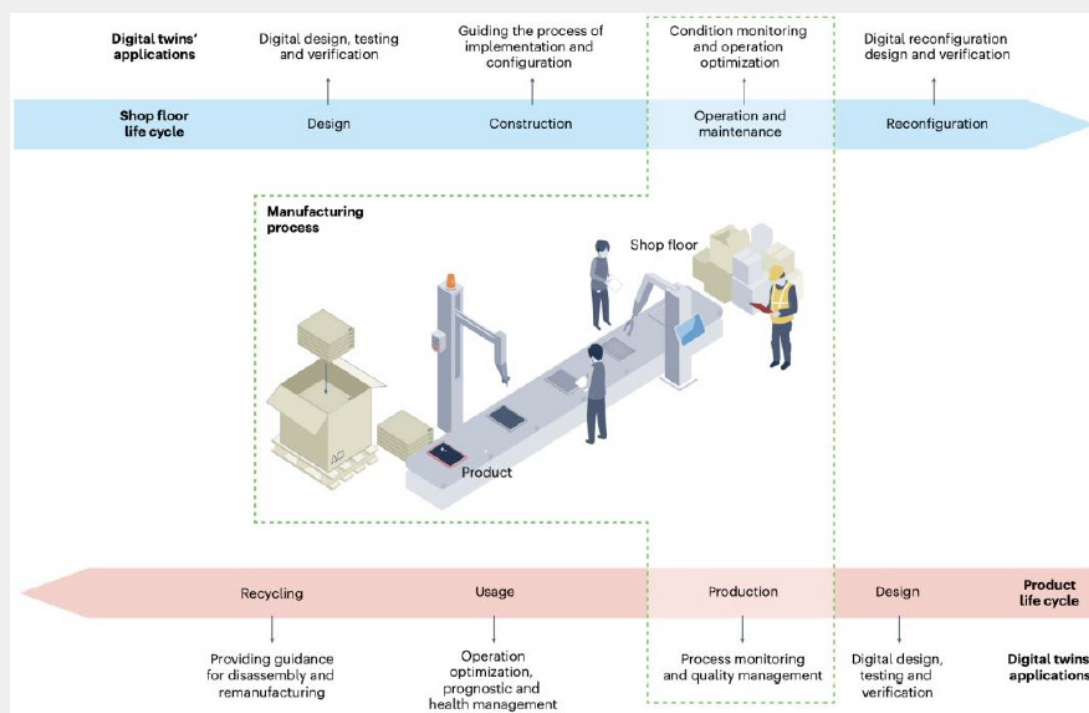 Digital twins'
applications
Digital design, testing
and verification
Guiding the process of
implementation and
configuration
Condition monitoring
and operation
optimization
Digital reconfiguration
design and verification
Shop floor
life cycle
Design
Construction
Operation and
maintenance
Reconfiguration
Manufacturing
process
Shop floor
Product
Recycling
Usage
Production
Design
Product
life cycle
Providing guidance
for disassembly and
remanufacturing
Operation
optimization,
prognostic and
health management
Process monitoring
and quality management
Digital design,
testing and
verification
Digital twins'
applications